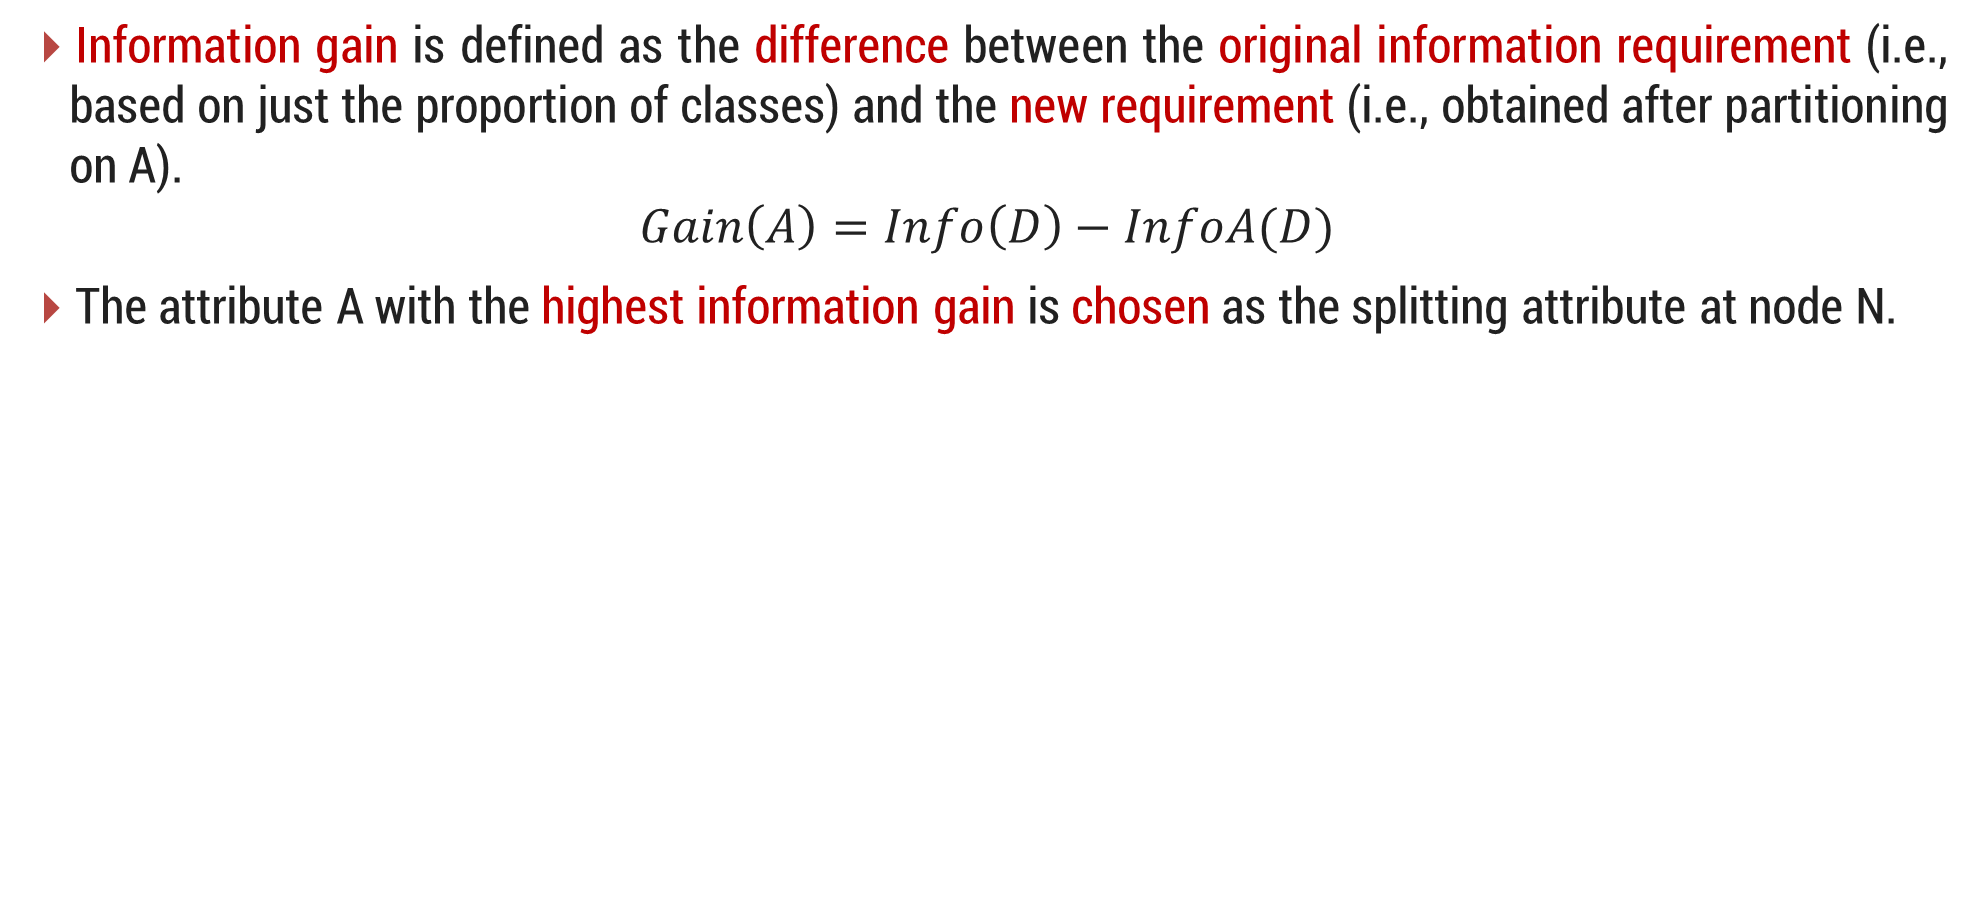 Information gain is defined as the difference between the original information requirement (i.e.,
based on just the proportion of classes) and the new requirement (i.e., obtained after partitioning
on A).
Gain(A) = Info(D) − InfoA(D)
The attribute A with the highest information gain is chosen as the splitting attribute at node N.